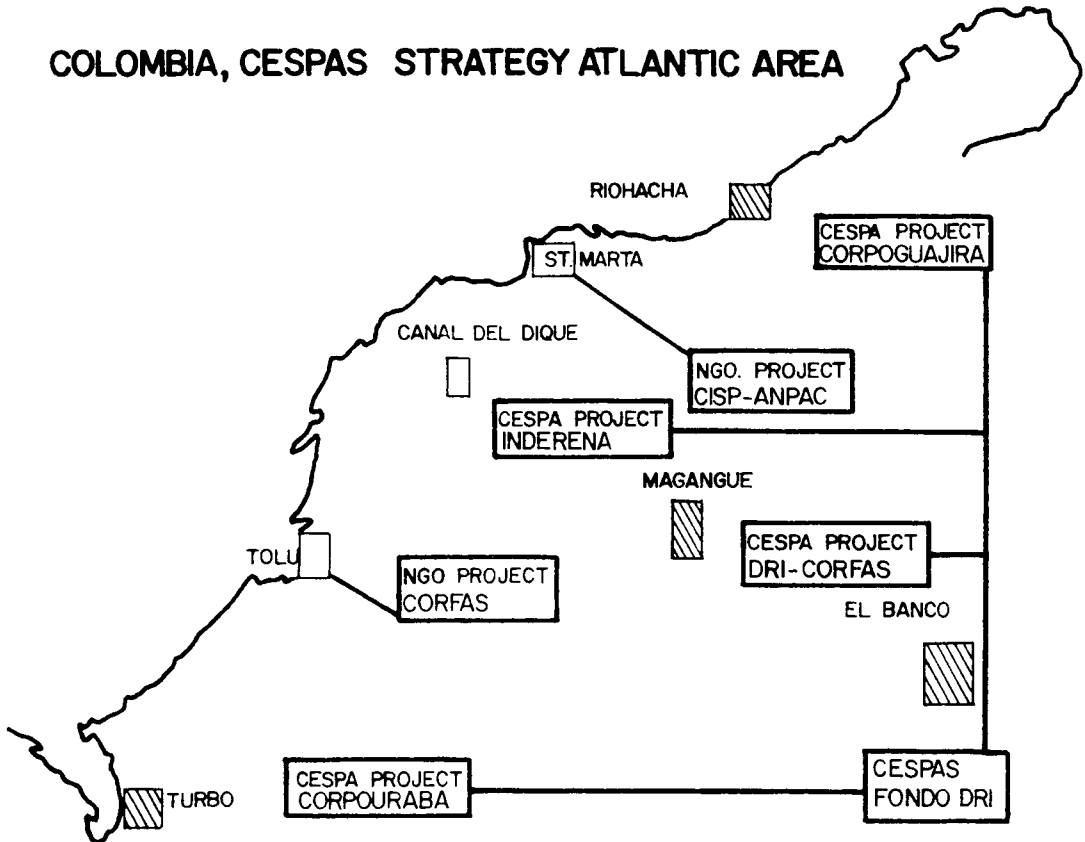 COLOMBIA, CESPAS STRATEGY ATLANTIC AREA
RIOHACHA
CESPA PROJECT
CORPOGUAJIRA
ST. MARTA
CANAL DEL DIQUE
NGO. PROJECT
CISP-ANPAC
CESPA PROJECT
INDERENA
MAGANGUE
CESPA PROJECT
DRI-CORFAS
TOLU
NGO PROJECT
CORFAS
EL BANCO
CESPAS
FONDO DRI
CESPA PROJECT
CORPOURABA
TURBO